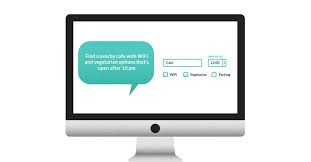 Find a nearby cafe with WiFi
and vegetarian options that's
open after 10 pm
Cafe
22:00
WiFi
Vegetarian
Parking